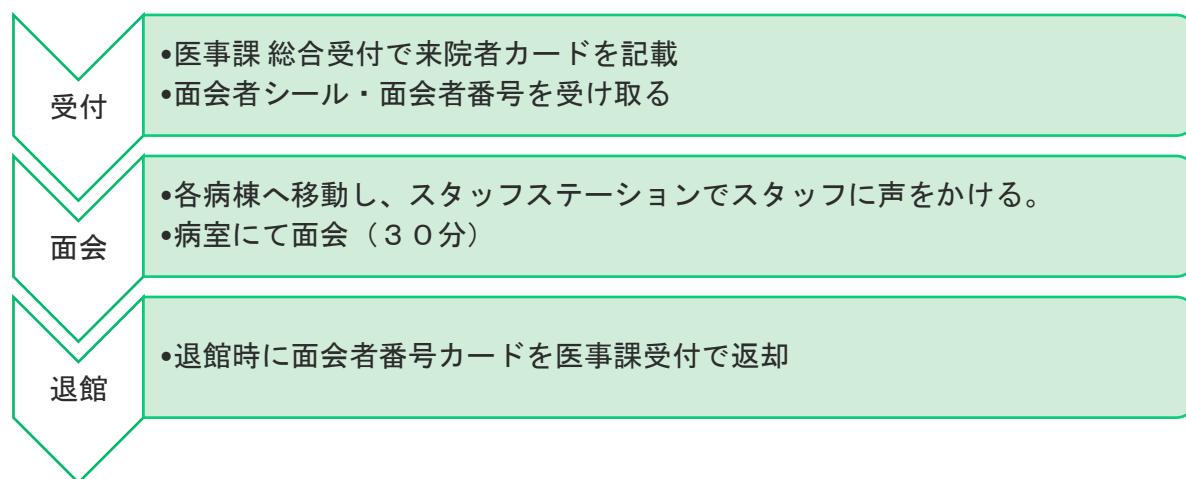 受付
•医事課 総合受付で来院者カードを記載
•面会者シール・面会者番号を受け取る
面会
•各病棟へ移動し、スタッフステーションでスタッフに声をかける。
•病室にて面会（３０分）
退館
•退館時に面会者番号カードを医事課受付で返却